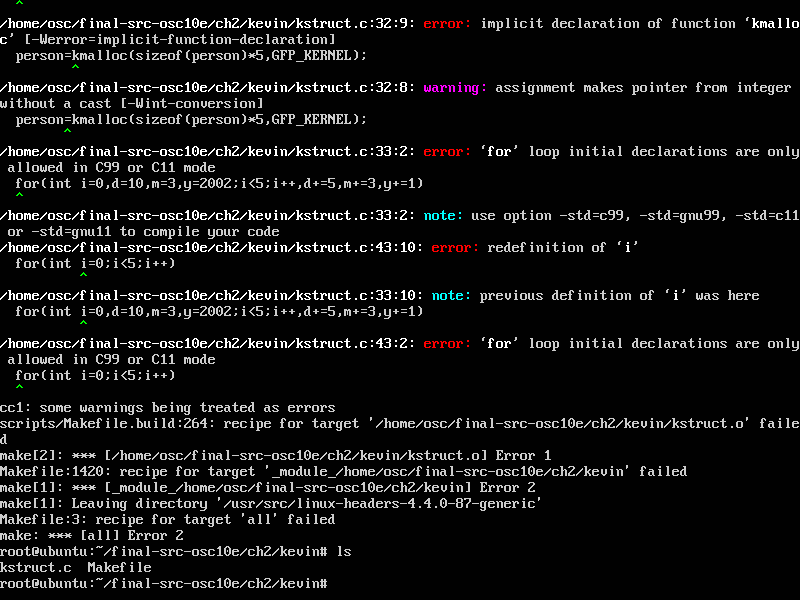 ^
/home/osc/final-src-osc10e/ch2/kevin/kstruct.c:32:9: error: implicit declaration of function ‘kmallo
c’ [-Werror=implicit-function-declaration]
  person=kmalloc(sizeof(person)*5,GFP_KERNEL);
         ^
/home/osc/final-src-osc10e/ch2/kevin/kstruct.c:32:8: warning: assignment makes pointer from integer
without a cast [-Wint-conversion]
  person=kmalloc(sizeof(person)*5,GFP_KERNEL);
        ^
/home/osc/final-src-osc10e/ch2/kevin/kstruct.c:33:2: error: ‘for’ loop initial declarations are only
 allowed in C99 or C11 mode
  for(int i=0,d=10,m=3,y=2002;i<5;i++,d+=5,m+=3,y+=1)
  ^
/home/osc/final-src-osc10e/ch2/kevin/kstruct.c:33:2: note: use option -std=c99, -std=gnu99, -std=c11
 or -std=gnu11 to compile your code
/home/osc/final-src-osc10e/ch2/kevin/kstruct.c:43:10: error: redefinition of ‘i’
  for(int i=0;i<5;i++)
          ^
/home/osc/final-src-osc10e/ch2/kevin/kstruct.c:33:10: note: previous definition of ‘i’ was here
  for(int i=0,d=10,m=3,y=2002;i<5;i++,d+=5,m+=3,y+=1)
          ^
/home/osc/final-src-osc10e/ch2/kevin/kstruct.c:43:2: error: ‘for’ loop initial declarations are only
 allowed in C99 or C11 mode
  for(int i=0;i<5;i++)
  ^
cc1: some warnings being treated as errors
scripts/Makefile.build:264: recipe for target '/home/osc/final-src-osc10e/ch2/kevin/kstruct.o' faile
d
make[2]: *** [/home/osc/final-src-osc10e/ch2/kevin/kstruct.o] Error 1
Makefile:1420: recipe for target '_module_/home/osc/final-src-osc10e/ch2/kevin' failed
make[1]: *** [_module_/home/osc/final-src-osc10e/ch2/kevin] Error 2
make[1]: Leaving directory '/usr/src/linux-headers-4.4.0-87-generic'
Makefile:3: recipe for target 'all' failed
make: *** [all] Error 2
root@ubuntu:~/final-src-osc10e/ch2/kevin# ls
kstruct.c  Makefile
root@ubuntu:~/final-src-osc10e/ch2/kevin#